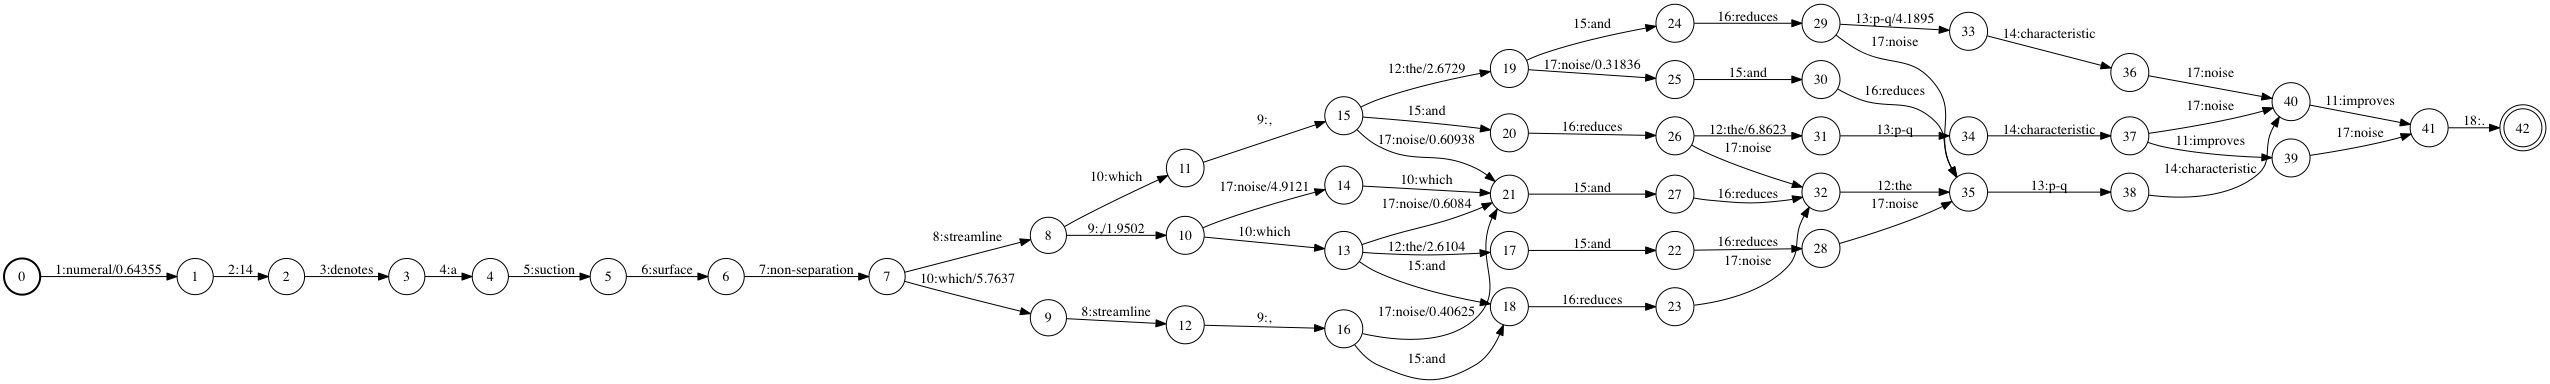 0
1:numeral/0.64355
1
2:14
2
3:denotes
3
4:a
4
5:suction
5
6:surface
6
7:non-separation
7
8:streamline
10:which/5.7637
8
10:which
9:,/1.9502
9
8:streamline
11
9:,
10
17:noise/4.9121
10:which
12
9:,
15
12:the/2.6729
15:and
17:noise/0.60938
14
10:which
13
17:noise/0.6084
12:the/2.6104
15:and
16
17:noise/0.40625
15:and
19
15:and
17:noise/0.31836
20
16:reduces
21
15:and
17
15:and
18
16:reduces
24
16:reduces
25
15:and
26
12:the/6.8623
17:noise
27
16:reduces
22
16:reduces
23
17:noise
29
13:p-q/4.1895
17:noise
30
16:reduces
31
13:p-q
32
12:the
28
17:noise
33
14:characteristic
34
14:characteristic
35
13:p-q
36
17:noise
37
17:noise
11:improves
38
14:characteristic
40
11:improves
39
17:noise
41
18:.
42